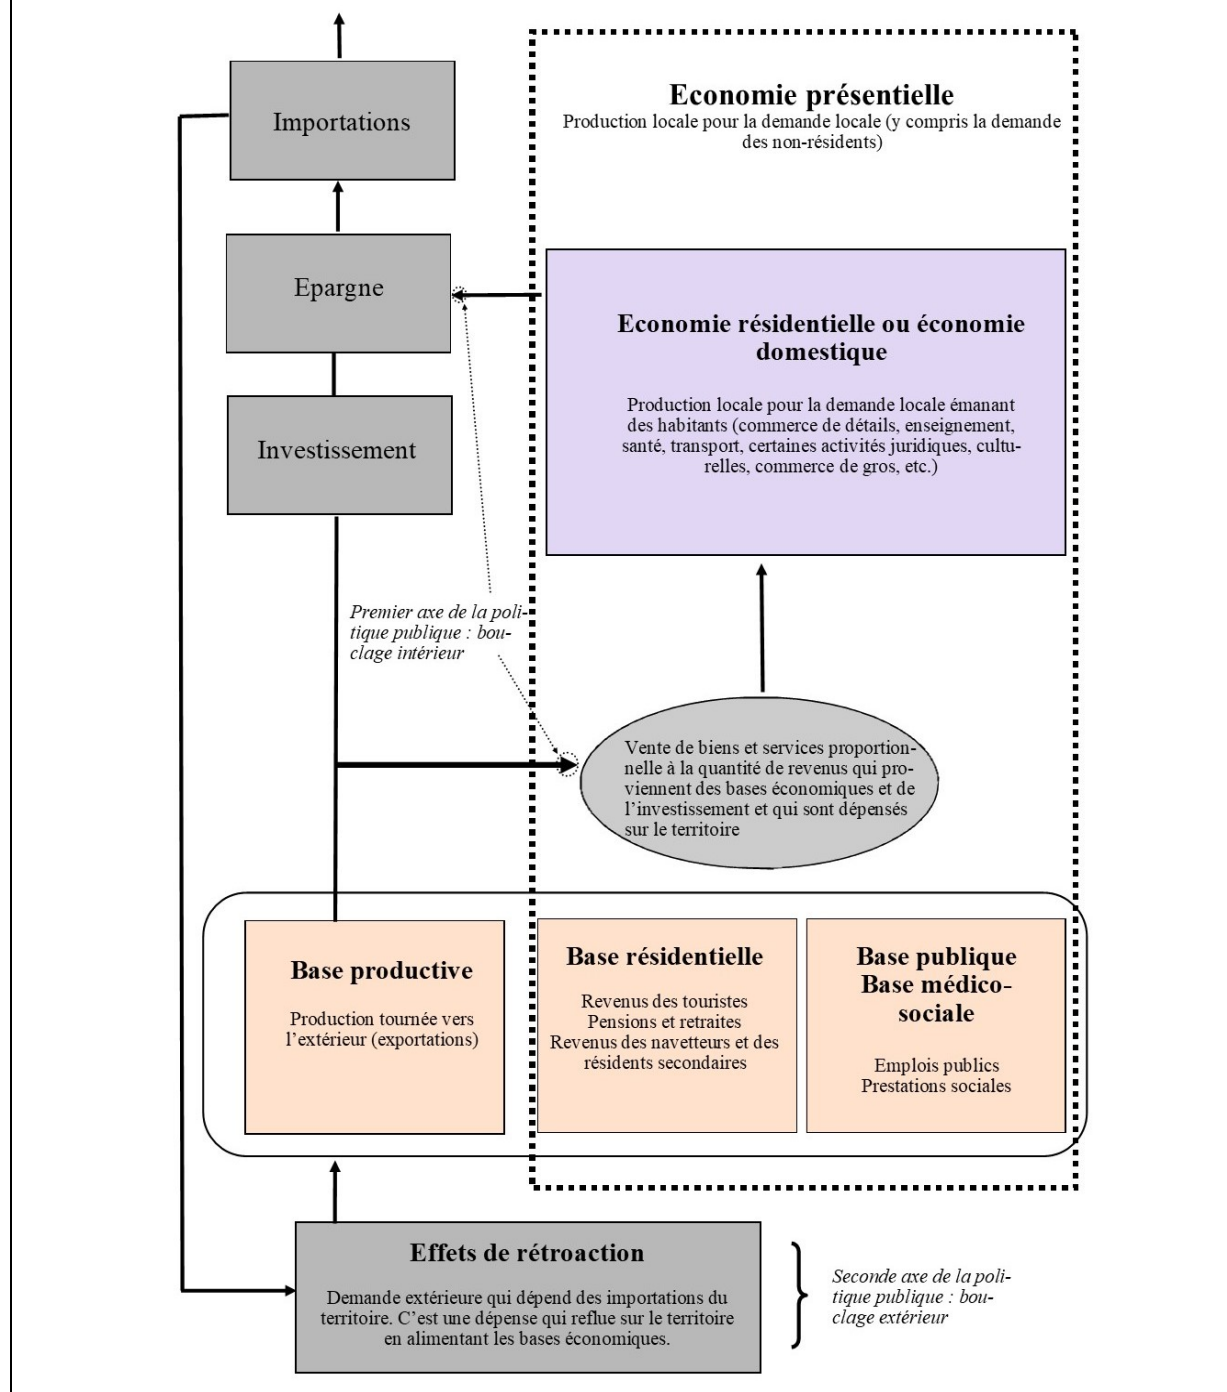 Importations
Economie présentielle
Production locale pour la demande locale (y compris la demande
des non-résidents)
Epargne
Economie résidentielle ou économie
domestique
Production locale pour la demande locale émanant
des habitants (commerce de détails, enseignement,
santé, transport, certaines activités juridiques, cultu-
relles, commerce de gros, etc.)
Investissement
Premier axe de la poli-
tique publique : bou-
clage intérieur
Vente de biens et services proportion-
nelle à la quantité de revenus qui pro-
viennent des bases économiques et de
l’investissement et qui sont dépensés
sur le territoire
Base productive
Production tournée vers
l’extérieur (exportations)
Base résidentielle
Revenus des touristes
Pensions et retraites
Revenus des navetteurs et des
résidents secondaires
Base publique
Base médico-
sociale
Emplois publics
Prestations sociales
Effets de rétroaction
Demande extérieure qui dépend des importations du
territoire. C’est une dépense qui reflue sur le territoire
en alimentant les bases économiques.
Seconde axe de la poli-
tique publique : bou-
clage extérieur